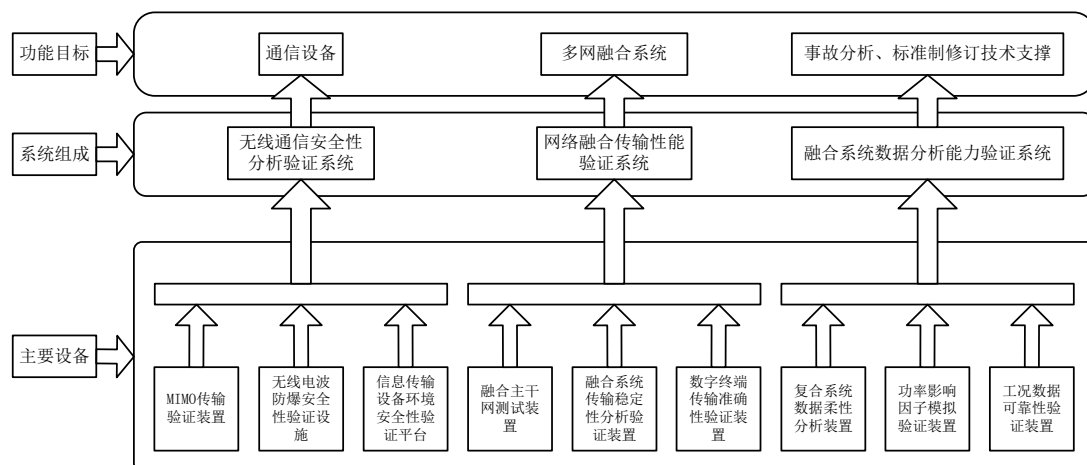 功能目标
通信设备
多网融合系统
事故分析、标准制修订技术支撑
系统组成
无线通信安全性
分析验证系统
网络融合传输性能
验证系统
融合系统数据分析能力验证系统
主要设备
MIMO传输
验证装置
无线电波
防爆安全
性验证设
施
信息传输
设备环境
安全性验
证平台
融合主干
网测试装
置
融合系统
传输稳定
性分析验
证装置
数字终端
传输准确
性验证装
置
复合系统
数据柔性
分析装置
功率影响
因子模拟
验证装置
工况数据
可靠性验
证装置